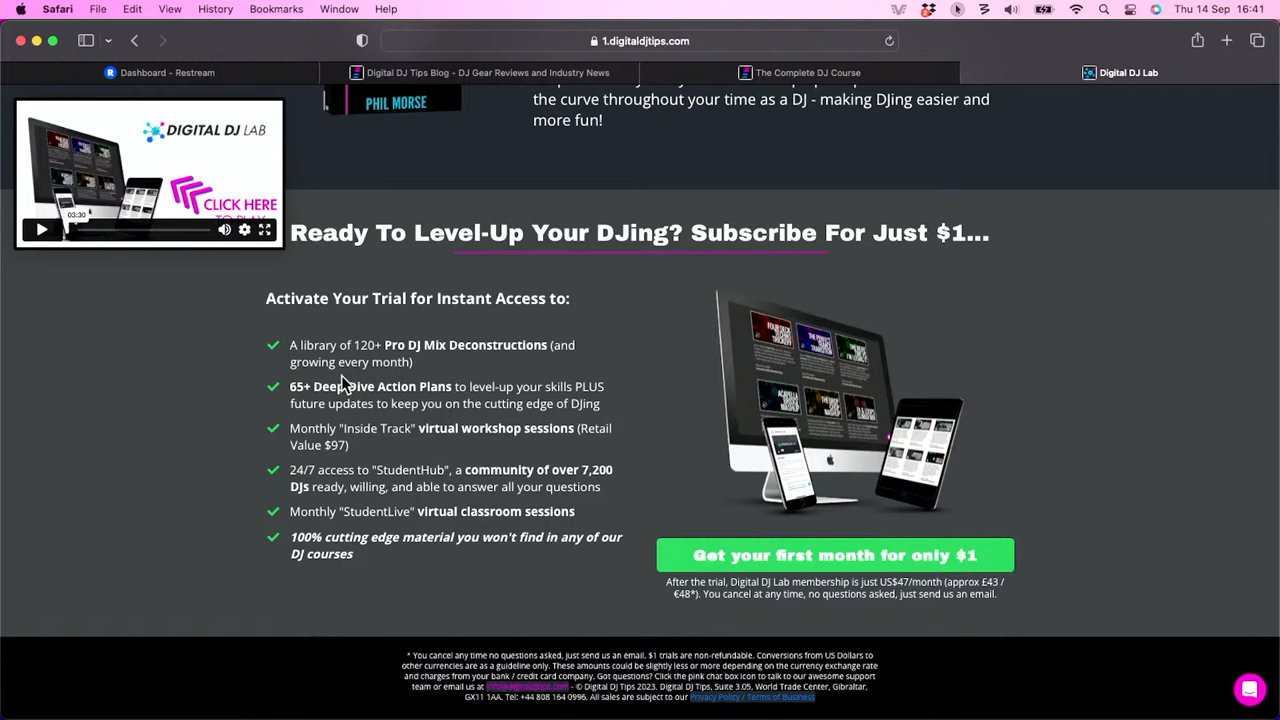 Safari File Edit View History Bookmarks Window Help Thu 14 Sep 16:41
1.digitaldjtips.com
Dashboard - Restream Digital DJ Tips Blog - DJ Gear Reviews and Industry News The Complete DJ Course Digital DJ Lab
PHIL MORSE
the curve throughout your time as a DJ - making DJing easier and
more fun!
DIGITAL DJ LAB
CLICK HERE
TO PLAY
03:30
Ready To Level-Up Your DJing? Subscribe For Just $1...
Activate Your Trial for Instant Access to:
A library of 120+ Pro DJ Mix Deconstructions (and
growing every month)
65+ Deep Dive Action Plans to level-up your skills PLUS
future updates to keep you on the cutting edge of DJing
Monthly "Inside Track" virtual workshop sessions (Retail
Value $97)
24/7 access to "StudentHub", a community of over 7,200
DJs ready, willing, and able to answer all your questions
Monthly "StudentLive" virtual classroom sessions
100% cutting edge material you won't find in any of our
DJ courses
Get your first month for only $1
After the trial, Digital DJ Lab membership is just US$47/month (approx £43 /
€48*). You cancel at any time, no questions asked, just send us an email.
* You cancel any time no questions asked, just send us an email. $1 trials are non-refundable. Conversions from US Dollars to
other currencies are as a guideline only. These amounts could be slightly less or more depending on the currency exchange rate
and charges from your bank / credit card company. Got questions? Click the pink chat box icon to talk to our awesome support
team or email us at info@digitaldjtips.com - © Digital DJ Tips 2023. Digital DJ Tips, Suite 3.05, World Trade Center, Gibraltar,
GX11 1AA. Tel: +44 808 164 0996. All sales are subject to our Privacy Policy / Terms of Business